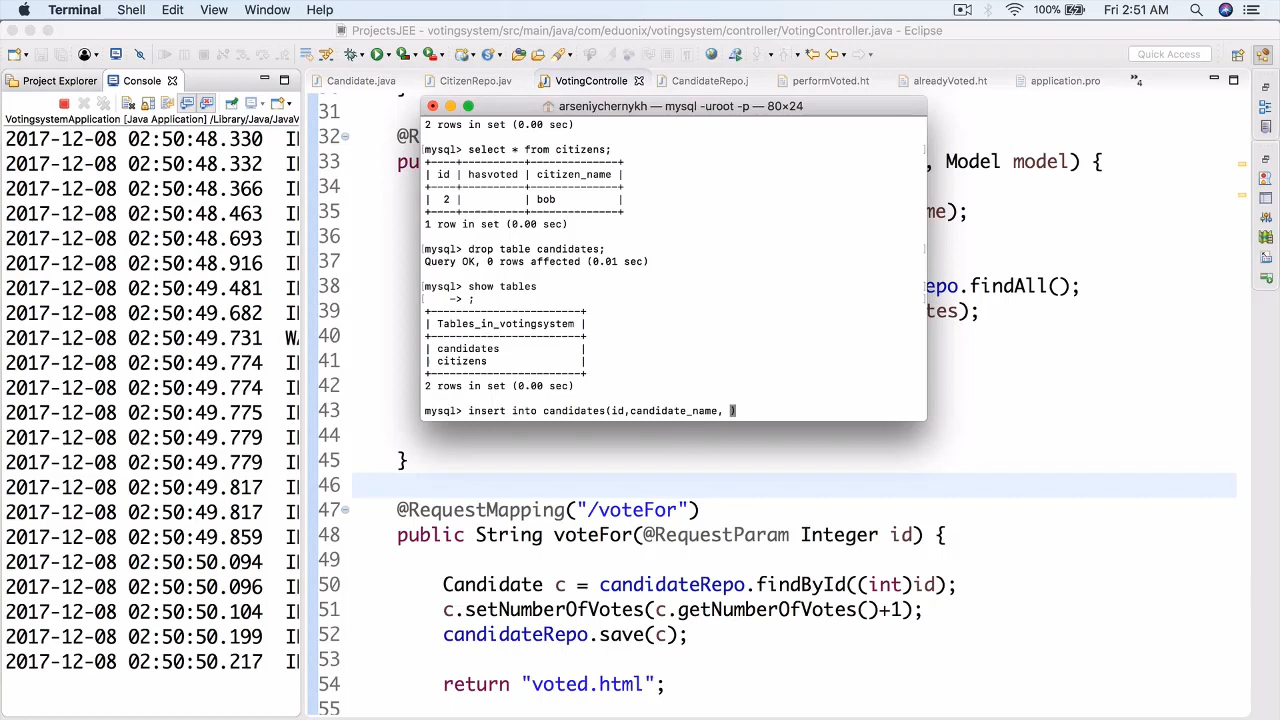 Terminal Shell Edit View Window Help 100% Fri 2:51 AM
ProjectsJEE - votingsystem/src/main/java/com/eduonix/votingsystem/controller/VotingController.java - Eclipse
Quick Access
Project Explorer Console
Candidate.java CitizenRepo.jav VotingControlle CandidateRepo.j performVoted.ht alreadyVoted.ht application.pro 4
VotingsystemApplication [Java Application] /Library/Java/Java
2017-12-08 02:50:48.330
2017-12-08 02:50:48.332
2017-12-08 02:50:48.366
2017-12-08 02:50:48.463
2017-12-08 02:50:48.693
2017-12-08 02:50:48.916
2017-12-08 02:50:49.481
2017-12-08 02:50:49.682
2017-12-08 02:50:49.731
2017-12-08 02:50:49.774
2017-12-08 02:50:49.774
2017-12-08 02:50:49.775
2017-12-08 02:50:49.779
2017-12-08 02:50:49.779
2017-12-08 02:50:49.817
2017-12-08 02:50:49.817
2017-12-08 02:50:49.859
2017-12-08 02:50:50.094
2017-12-08 02:50:50.096
2017-12-08 02:50:50.104
2017-12-08 02:50:50.199
2017-12-08 02:50:50.217
arseniychernykh — mysql -uroot -p — 80×24
2 rows in set (0.00 sec)
mysql> select * from citizens;
+----+----------+--------------+
| id | hasvoted | citizen_name |
+----+----------+--------------+
| 2 | | bob |
+----+----------+--------------+
1 row in set (0.00 sec)
mysql> drop table candidates;
Query OK, 0 rows affected (0.01 sec)
mysql> show tables
-> ;
+------------------------+
| Tables_in_votingsystem |
+------------------------+
| candidates |
| citizens |
+------------------------+
2 rows in set (0.00 sec)
mysql> insert into candidates(id,candidate_name, )
31
32 @R
33 pu , Model model) {
34
35 me);
36
37
38 epo.findAll();
39 tes);
40
41
42
43
44
45 }
46
47 @RequestMapping("/voteFor")
48 public String voteFor(@RequestParam Integer id) {
49
50 Candidate c = candidateRepo.findById((int)id);
51 c.setNumberOfVotes(c.getNumberOfVotes()+1);
52 candidateRepo.save(c);
53
54 return "voted.html";
55